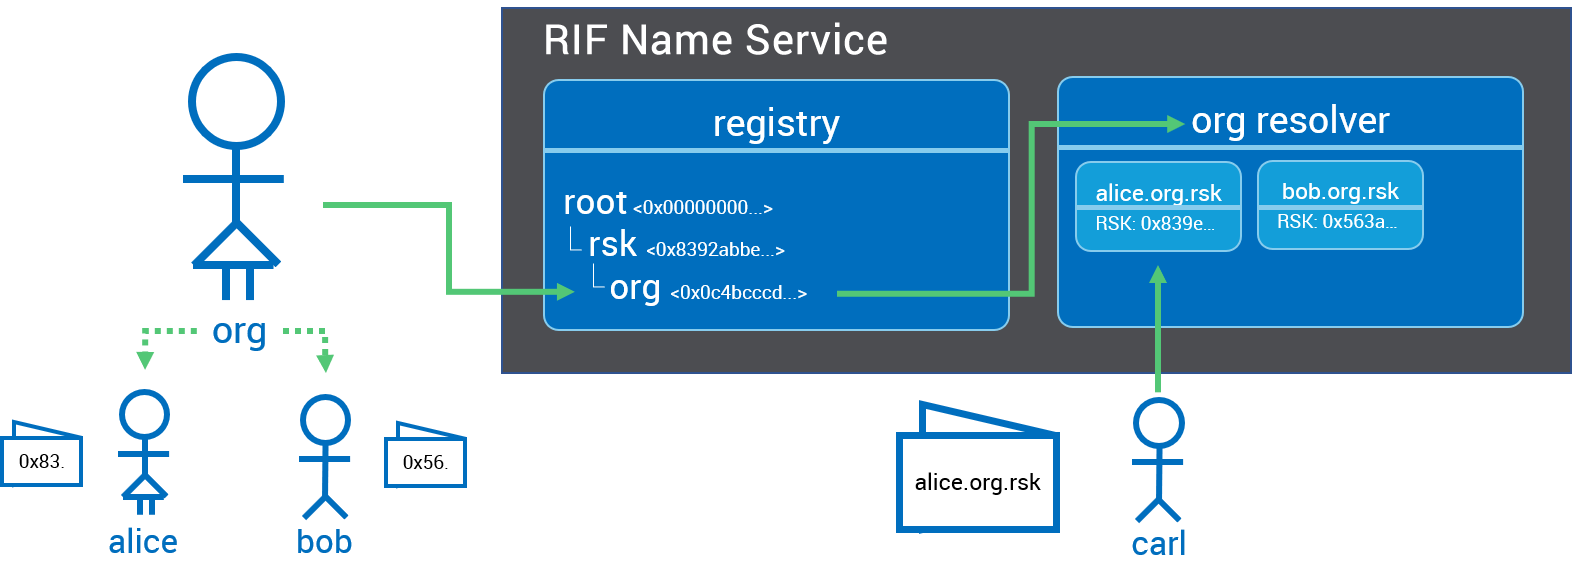 RIF Name Service
registry
root <0x00000000...>
rsk <0x8392abbe...>
org <0x0c4bcccd...>
org resolver
alice.org.rsk
RSK: 0x839e...
bob.org.rsk
RSK: 0x563a...
org
0x83.
alice
bob
0x56.
alice.org.rsk
carl